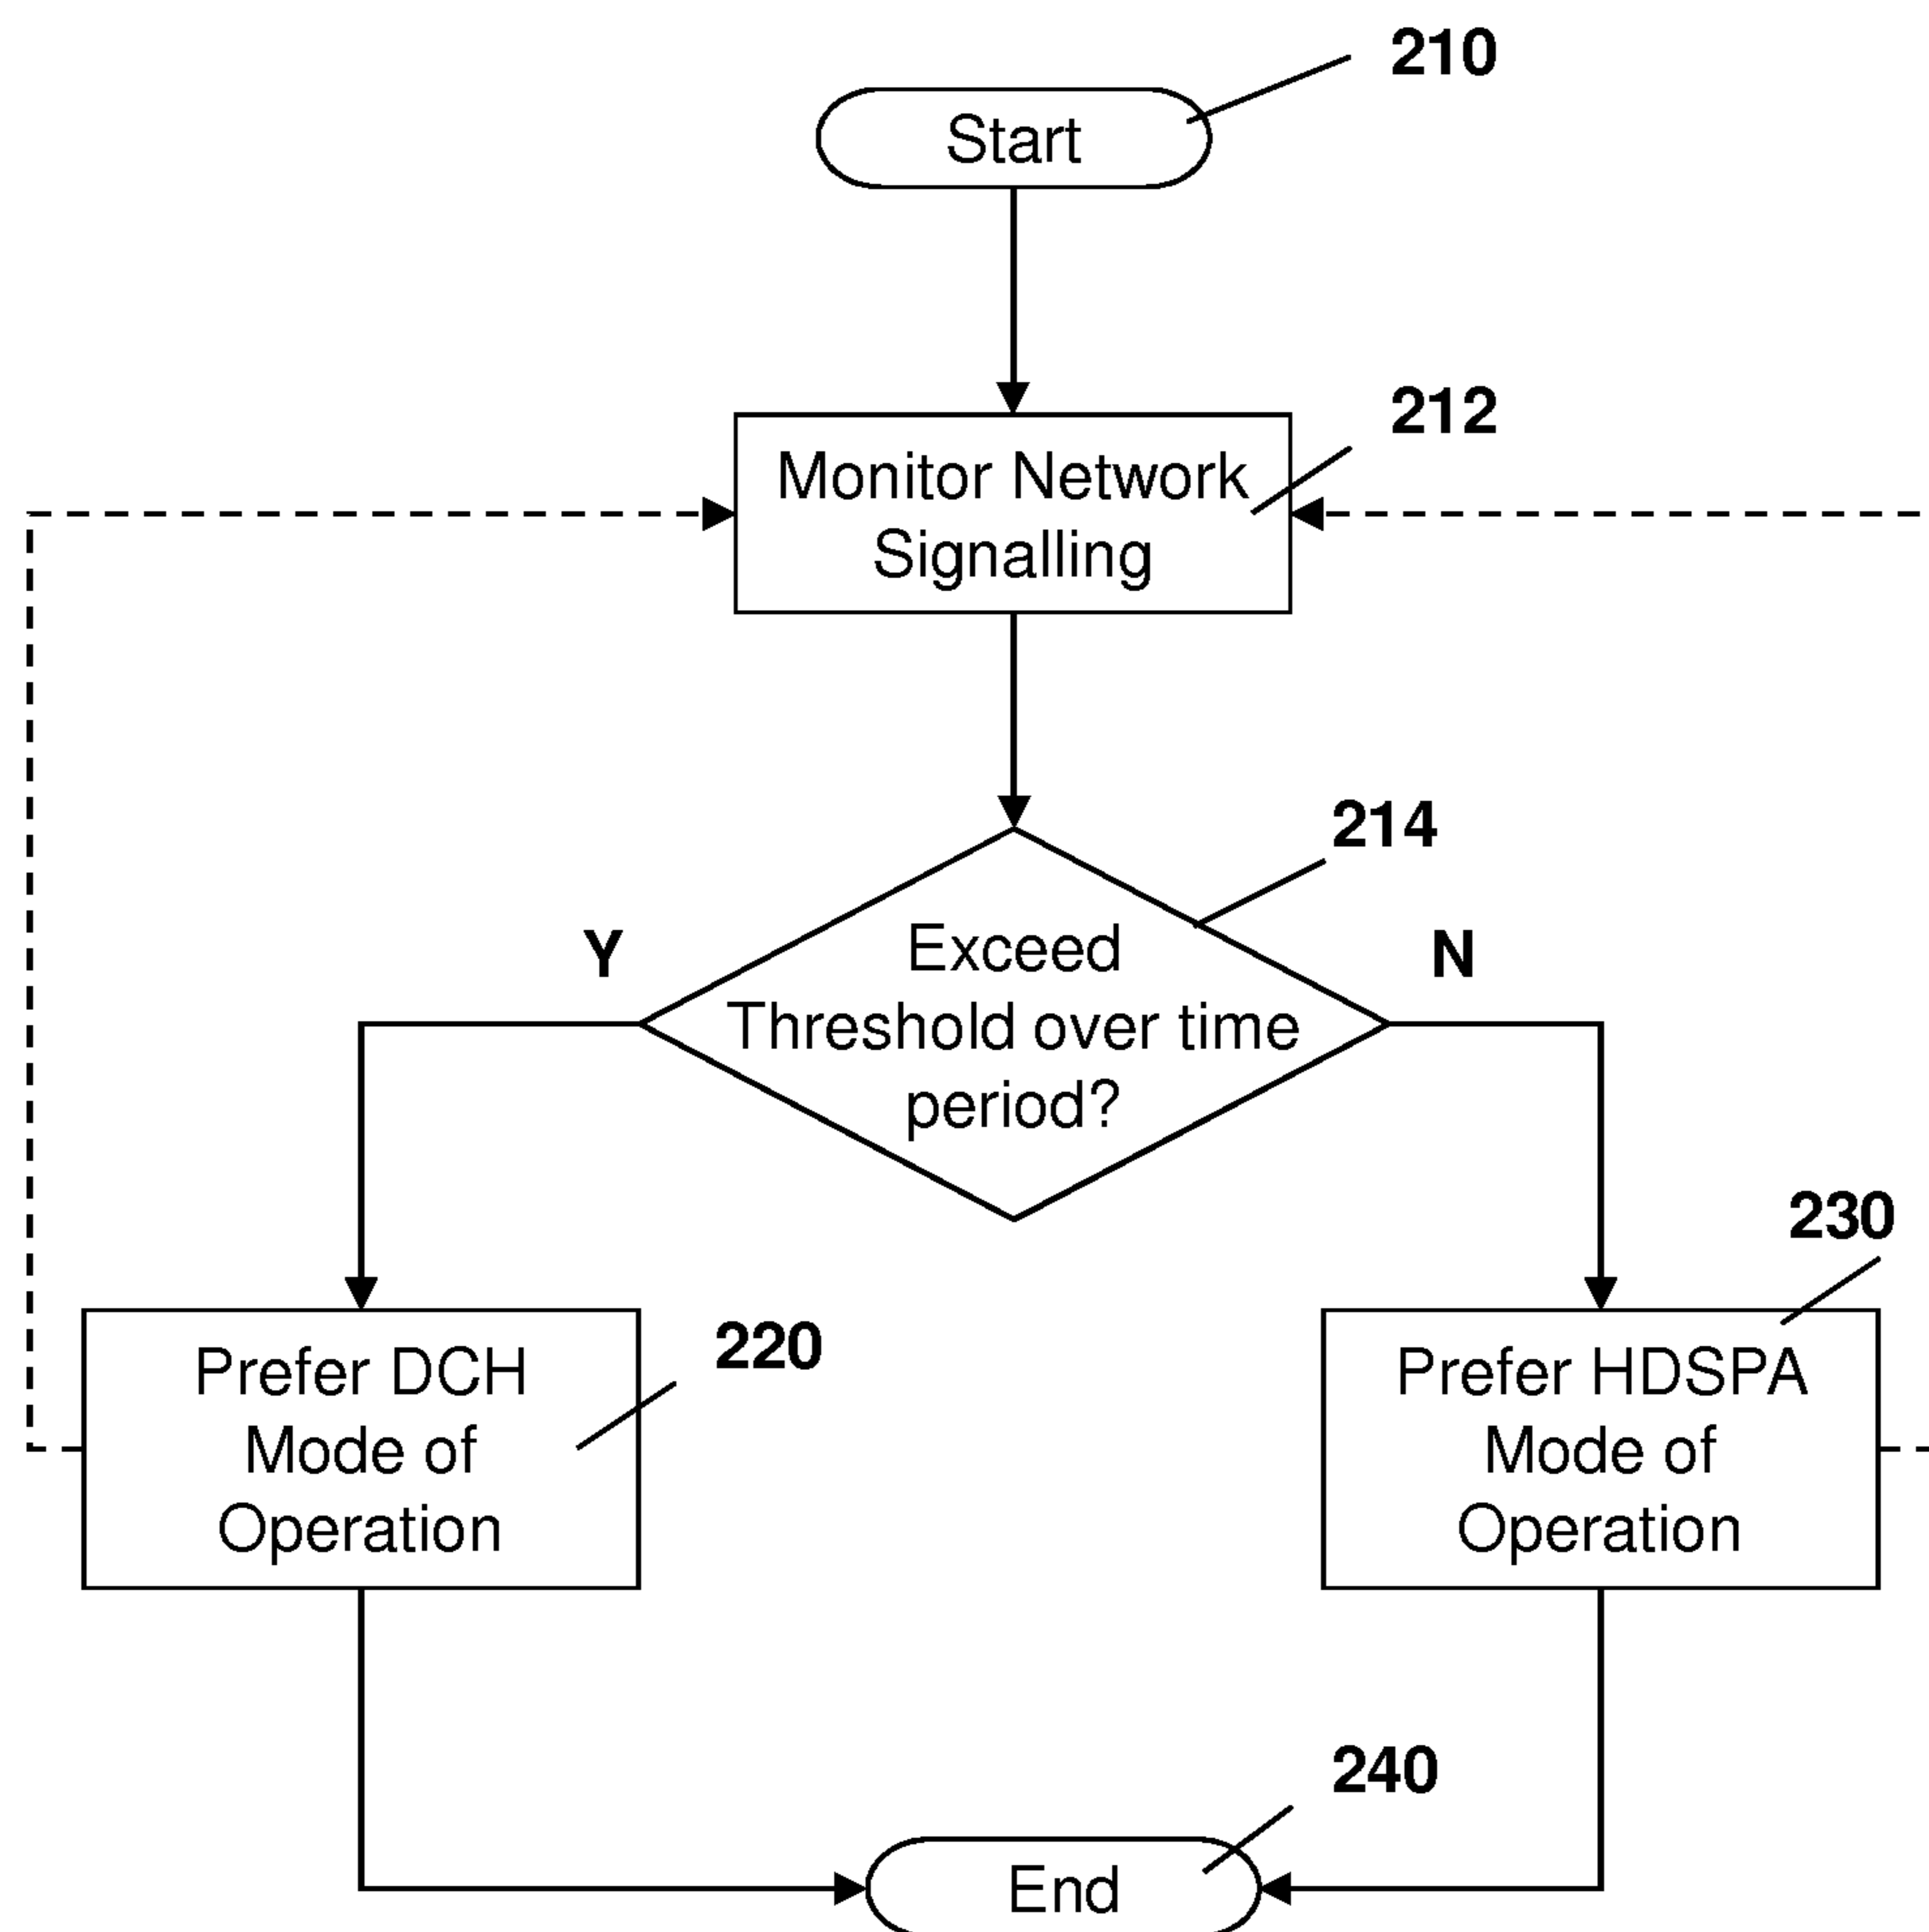 210
Start
212
Monitor Network
Signalling
214
Y
N
Exceed
Threshold over time
period?
230
220
Prefer DCH
Mode of
Operation
Prefer HDSPA
Mode of
Operation
240
End